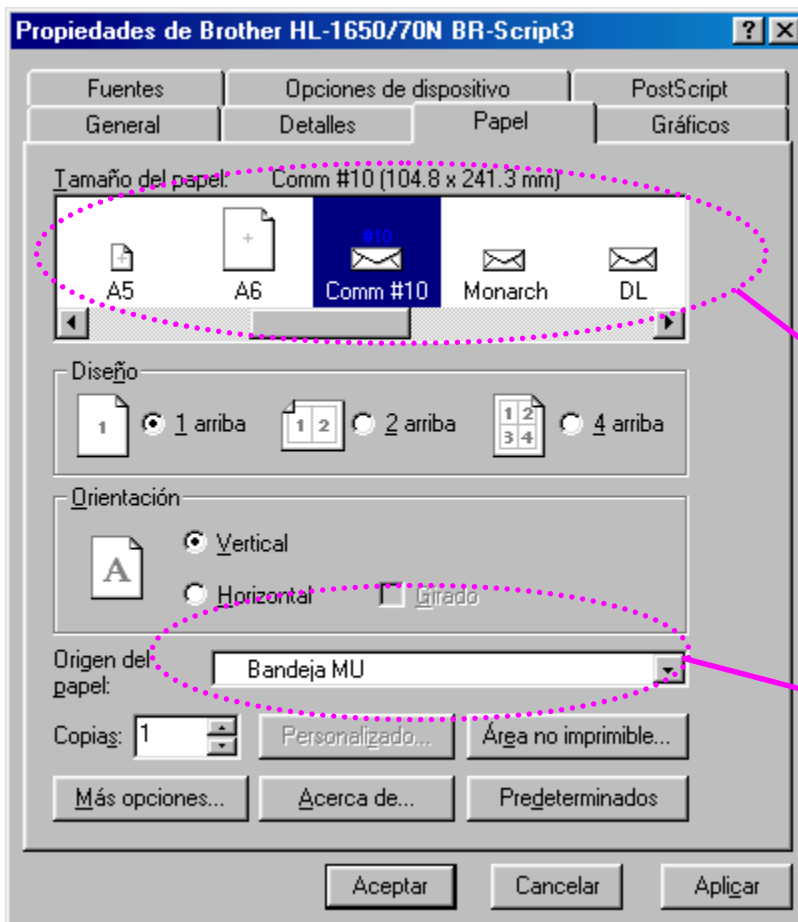 Propiedades de Brother HL-1650/70N BR-Script3
Fuentes Opciones de dispositivo PostScript
General Detalles Papel Gráficos
Tamaño del papel: Comm #10 (104.8 x 241.3 mm)
#10
A5 A6 Comm #10 Monarch DL
Diseño
1 1 arriba 1 2 2 arriba 1 2 3 4 4 arriba
Orientación
A Vertical
Horizontal Girado
Origen del papel: Bandeja MU
Copias: 1 Personalizado... Área no imprimible...
Más opciones... Acerca de... Predeterminados
Aceptar Cancelar Aplicar